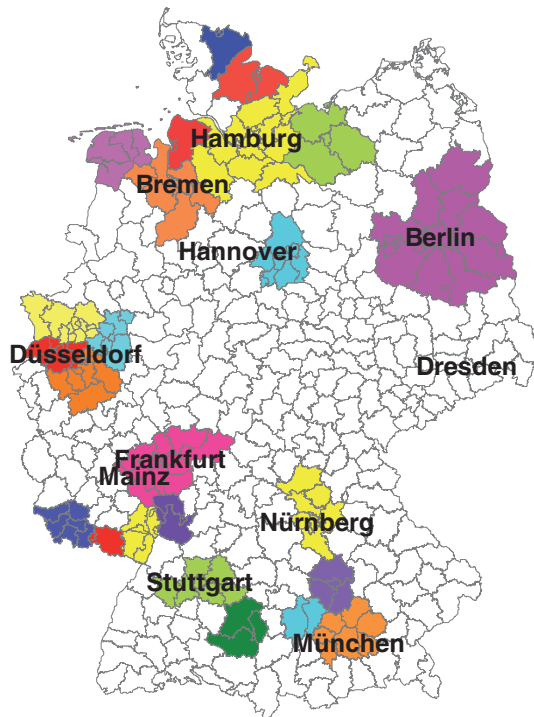 Hamburg
Bremen
Berlin
Hannover
Düsseldorf
Dresden
Frankfurt
Mainz
Nürnberg
Stuttgart
München